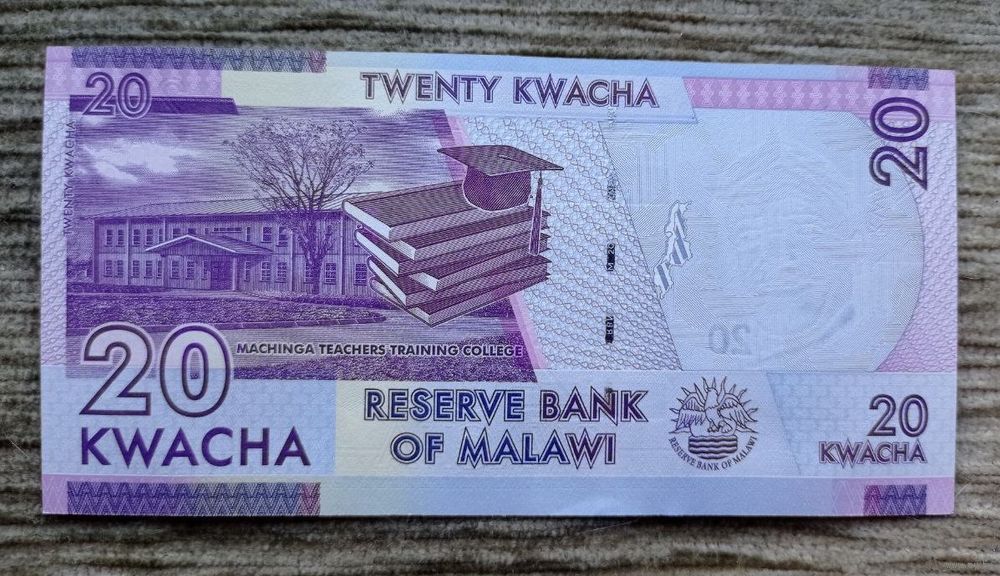 20
TWENTY KWACHA
20
TWENTY KWACHA
MACHINGA TEACHERS TRAINING COLLEGE
20
20
KWACHA
RESERVE BANK
OF MALAWI
RESERVE BANK OF MALAWI
20
KWACHA